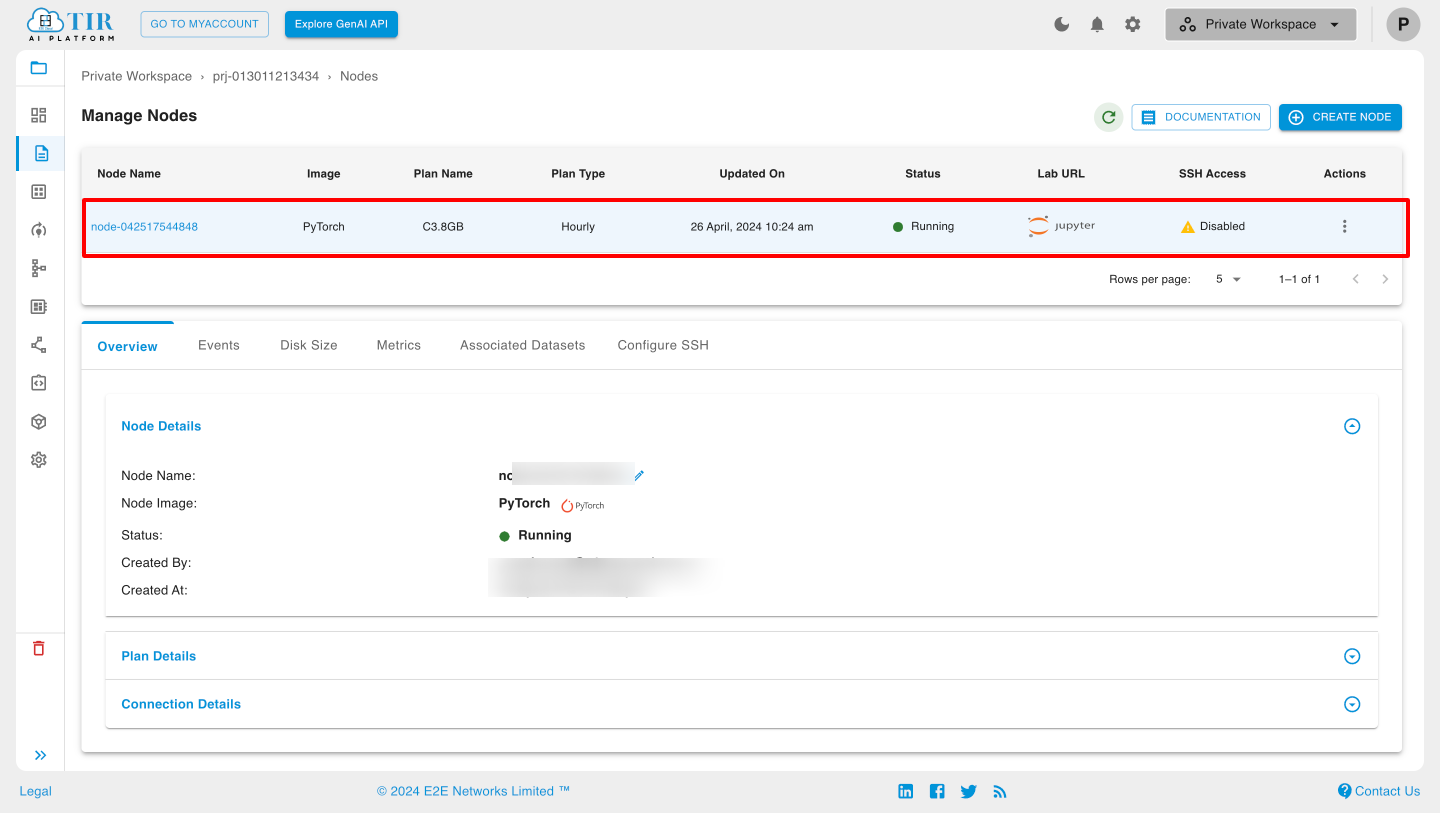 TIR
AI PLATFORM
GO TO MYACCOUNT
Explore GenAI API
Private Workspace
P
Private Workspace › prj-013011213434 › Nodes
Manage Nodes
DOCUMENTATION
CREATE NODE
Node Name Image Plan Name Plan Type Updated On Status Lab URL SSH Access Actions
node-042517544848 PyTorch C3.8GB Hourly 26 April, 2024 10:24 am Running jupyter Disabled
Rows per page: 5 1–1 of 1
Overview Events Disk Size Metrics Associated Datasets Configure SSH
Node Details
Node Name:
Node Image: PyTorch PyTorch
Status: Running
Created By:
Created At:
Plan Details
Connection Details
Legal © 2024 E2E Networks Limited ™ Contact Us